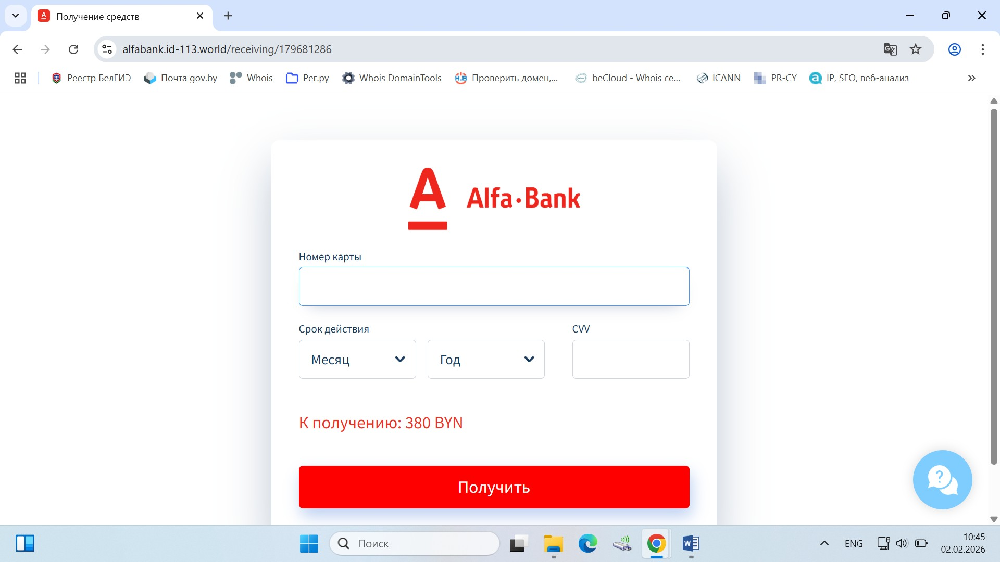 Получение средств
alfabank.id-113.world/receiving/179681286
Реестр БелГИЭ
Почта gov.by
Whois
Рег.ру
Whois DomainTools
Проверить домен,...
beCloud - Whois се...
ICANN
PR-CY
IP, SEO, веб-анализ
Alfa·Bank
Номер карты
Срок действия
CVV
Месяц
Год
К получению: 380 BYN
Получить
Поиск
ENG
10:45
02.02.2026